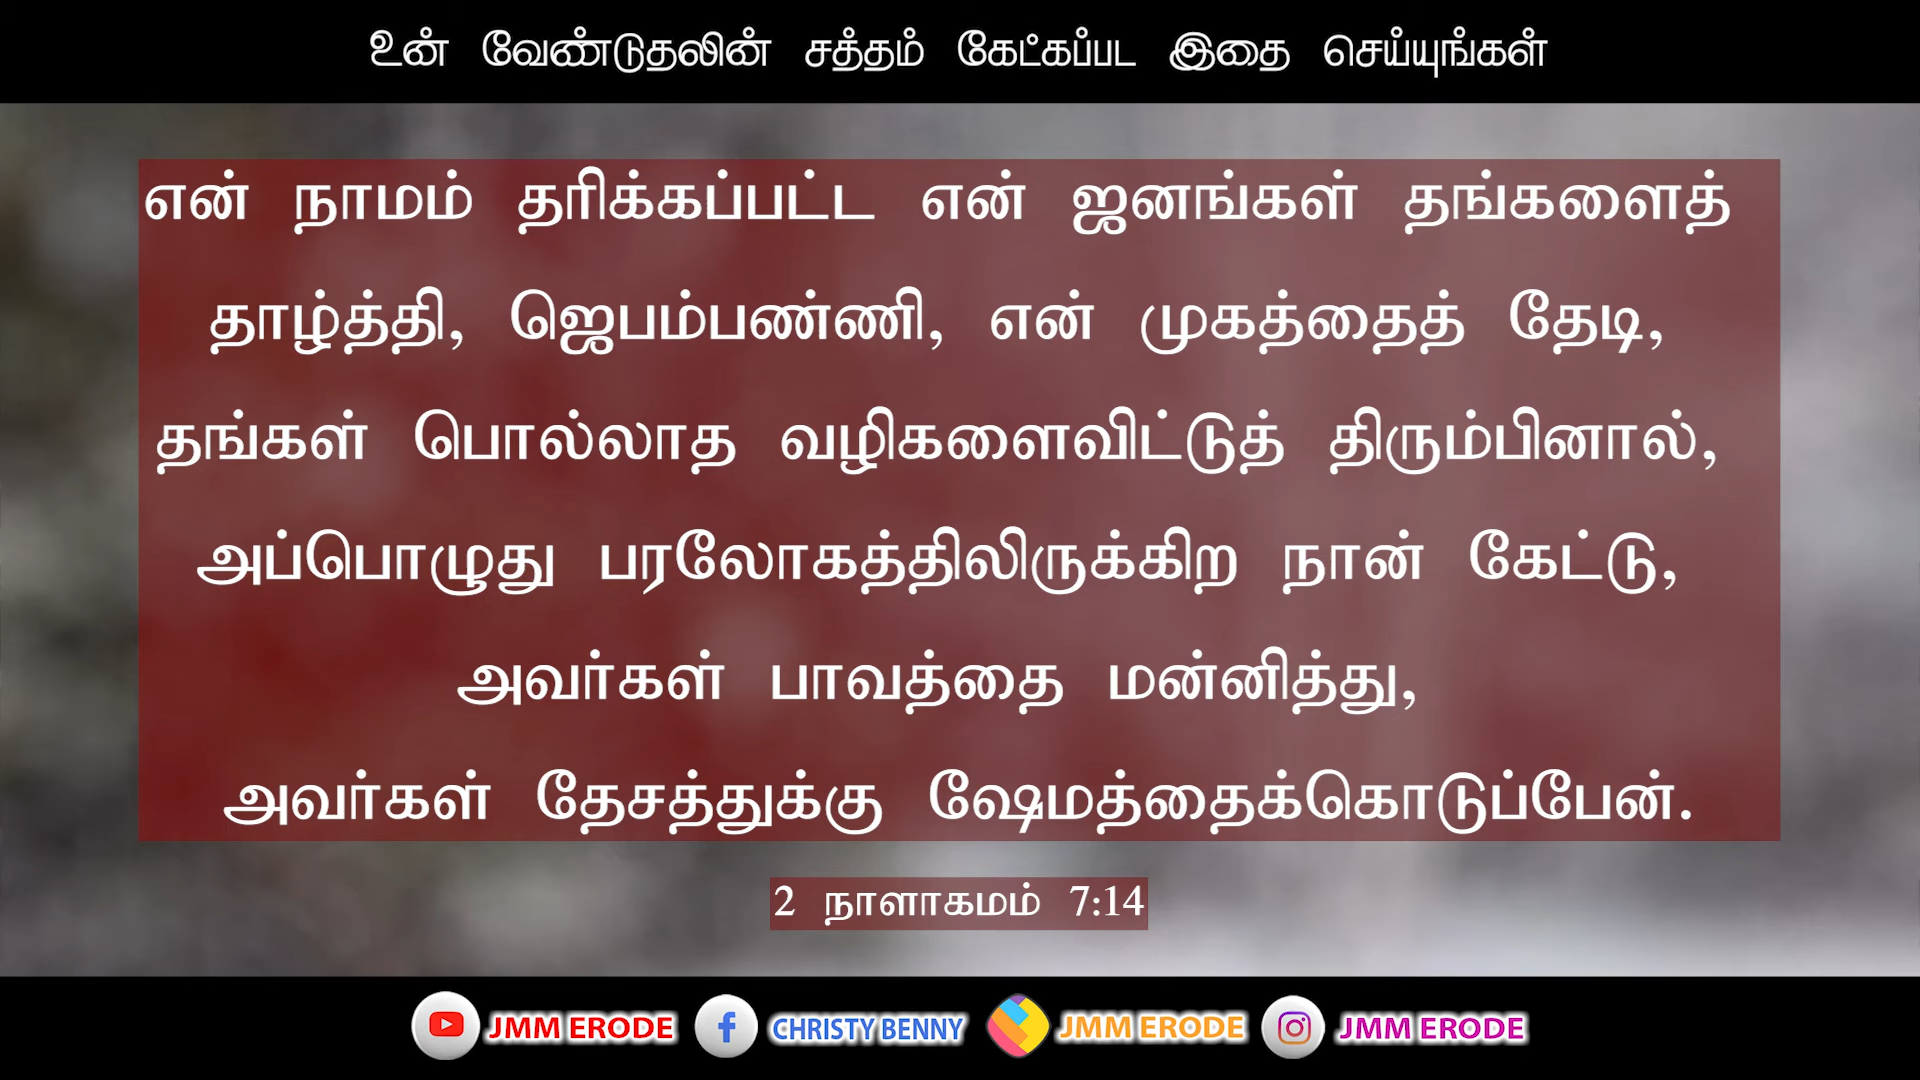 உன் வேண்டுதலின் சத்தம் கேட்கப்பட இதை செய்யுங்கள்
என் நாமம் தரிக்கப்பட்ட என் ஜனங்கள் தங்களைத்
தாழ்த்தி, ஜெபம்பண்ணி, என் முகத்தைத் தேடி,
தங்கள் பொல்லாத வழிகளைவிட்டுத் திரும்பினால்,
அப்பொழுது பரலோகத்திலிருக்கிற நான் கேட்டு,
அவர்கள் பாவத்தை மன்னித்து,
அவர்கள் தேசத்துக்கு க்ஷேமத்தைக்கொடுப்பேன்.
2 நாளாகமம் 7:14
JMM ERODE CHRISTY BENNY JMM ERODE JMM ERODE